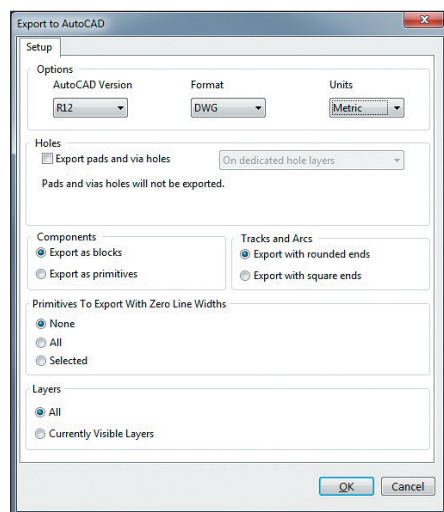 Export to AutoCAD
Setup
Options
AutoCAD Version Format Units
R12 DWG Metric
Holes
Export pads and via holes On dedicated hole layers
Pads and vias holes will not be exported.
Components
Export as blocks
Export as primitives
Tracks and Arcs
Export with rounded ends
Export with square ends
Primitives To Export With Zero Line Widths
None
All
Selected
Layers
All
Currently Visible Layers
OK Cancel